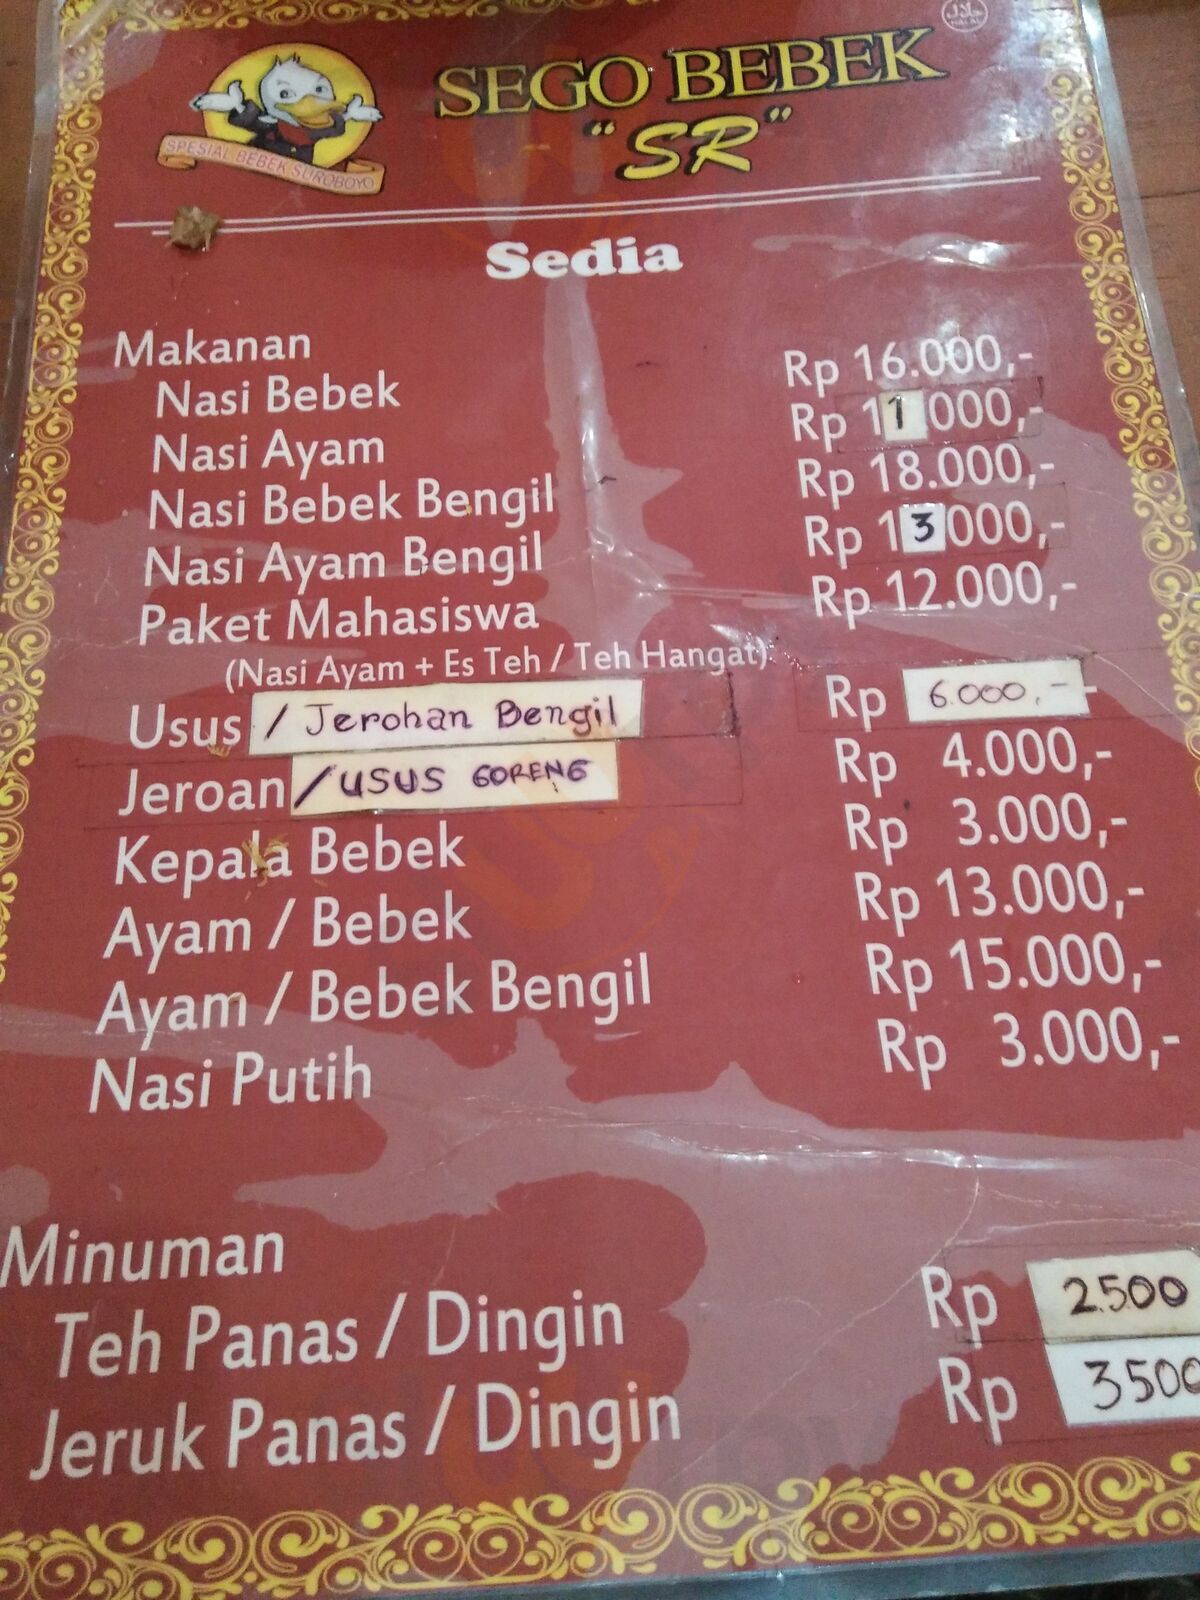 حلال
HALAL
SPESIAL BEBEK SUROBOYO
SEGO BEBEK
"SR"
Sedia
Makanan
Nasi Bebek Rp 16.000,-
Nasi Ayam Rp 11.000,-
Nasi Bebek Bengil Rp 18.000,-
Nasi Ayam Bengil Rp 13.000,-
Paket Mahasiswa Rp 12.000,-
(Nasi Ayam + Es Teh / Teh Hangat)
Usus / Jerohan Bengil Rp 6.000,-
Jeroan / USUS GORENG Rp 4.000,-
Kepala Bebek Rp 3.000,-
Ayam / Bebek Rp 13.000,-
Ayam / Bebek Bengil Rp 15.000,-
Nasi Putih Rp 3.000,-
Minuman
Teh Panas / Dingin Rp 2.500
Jeruk Panas / Dingin Rp 3500